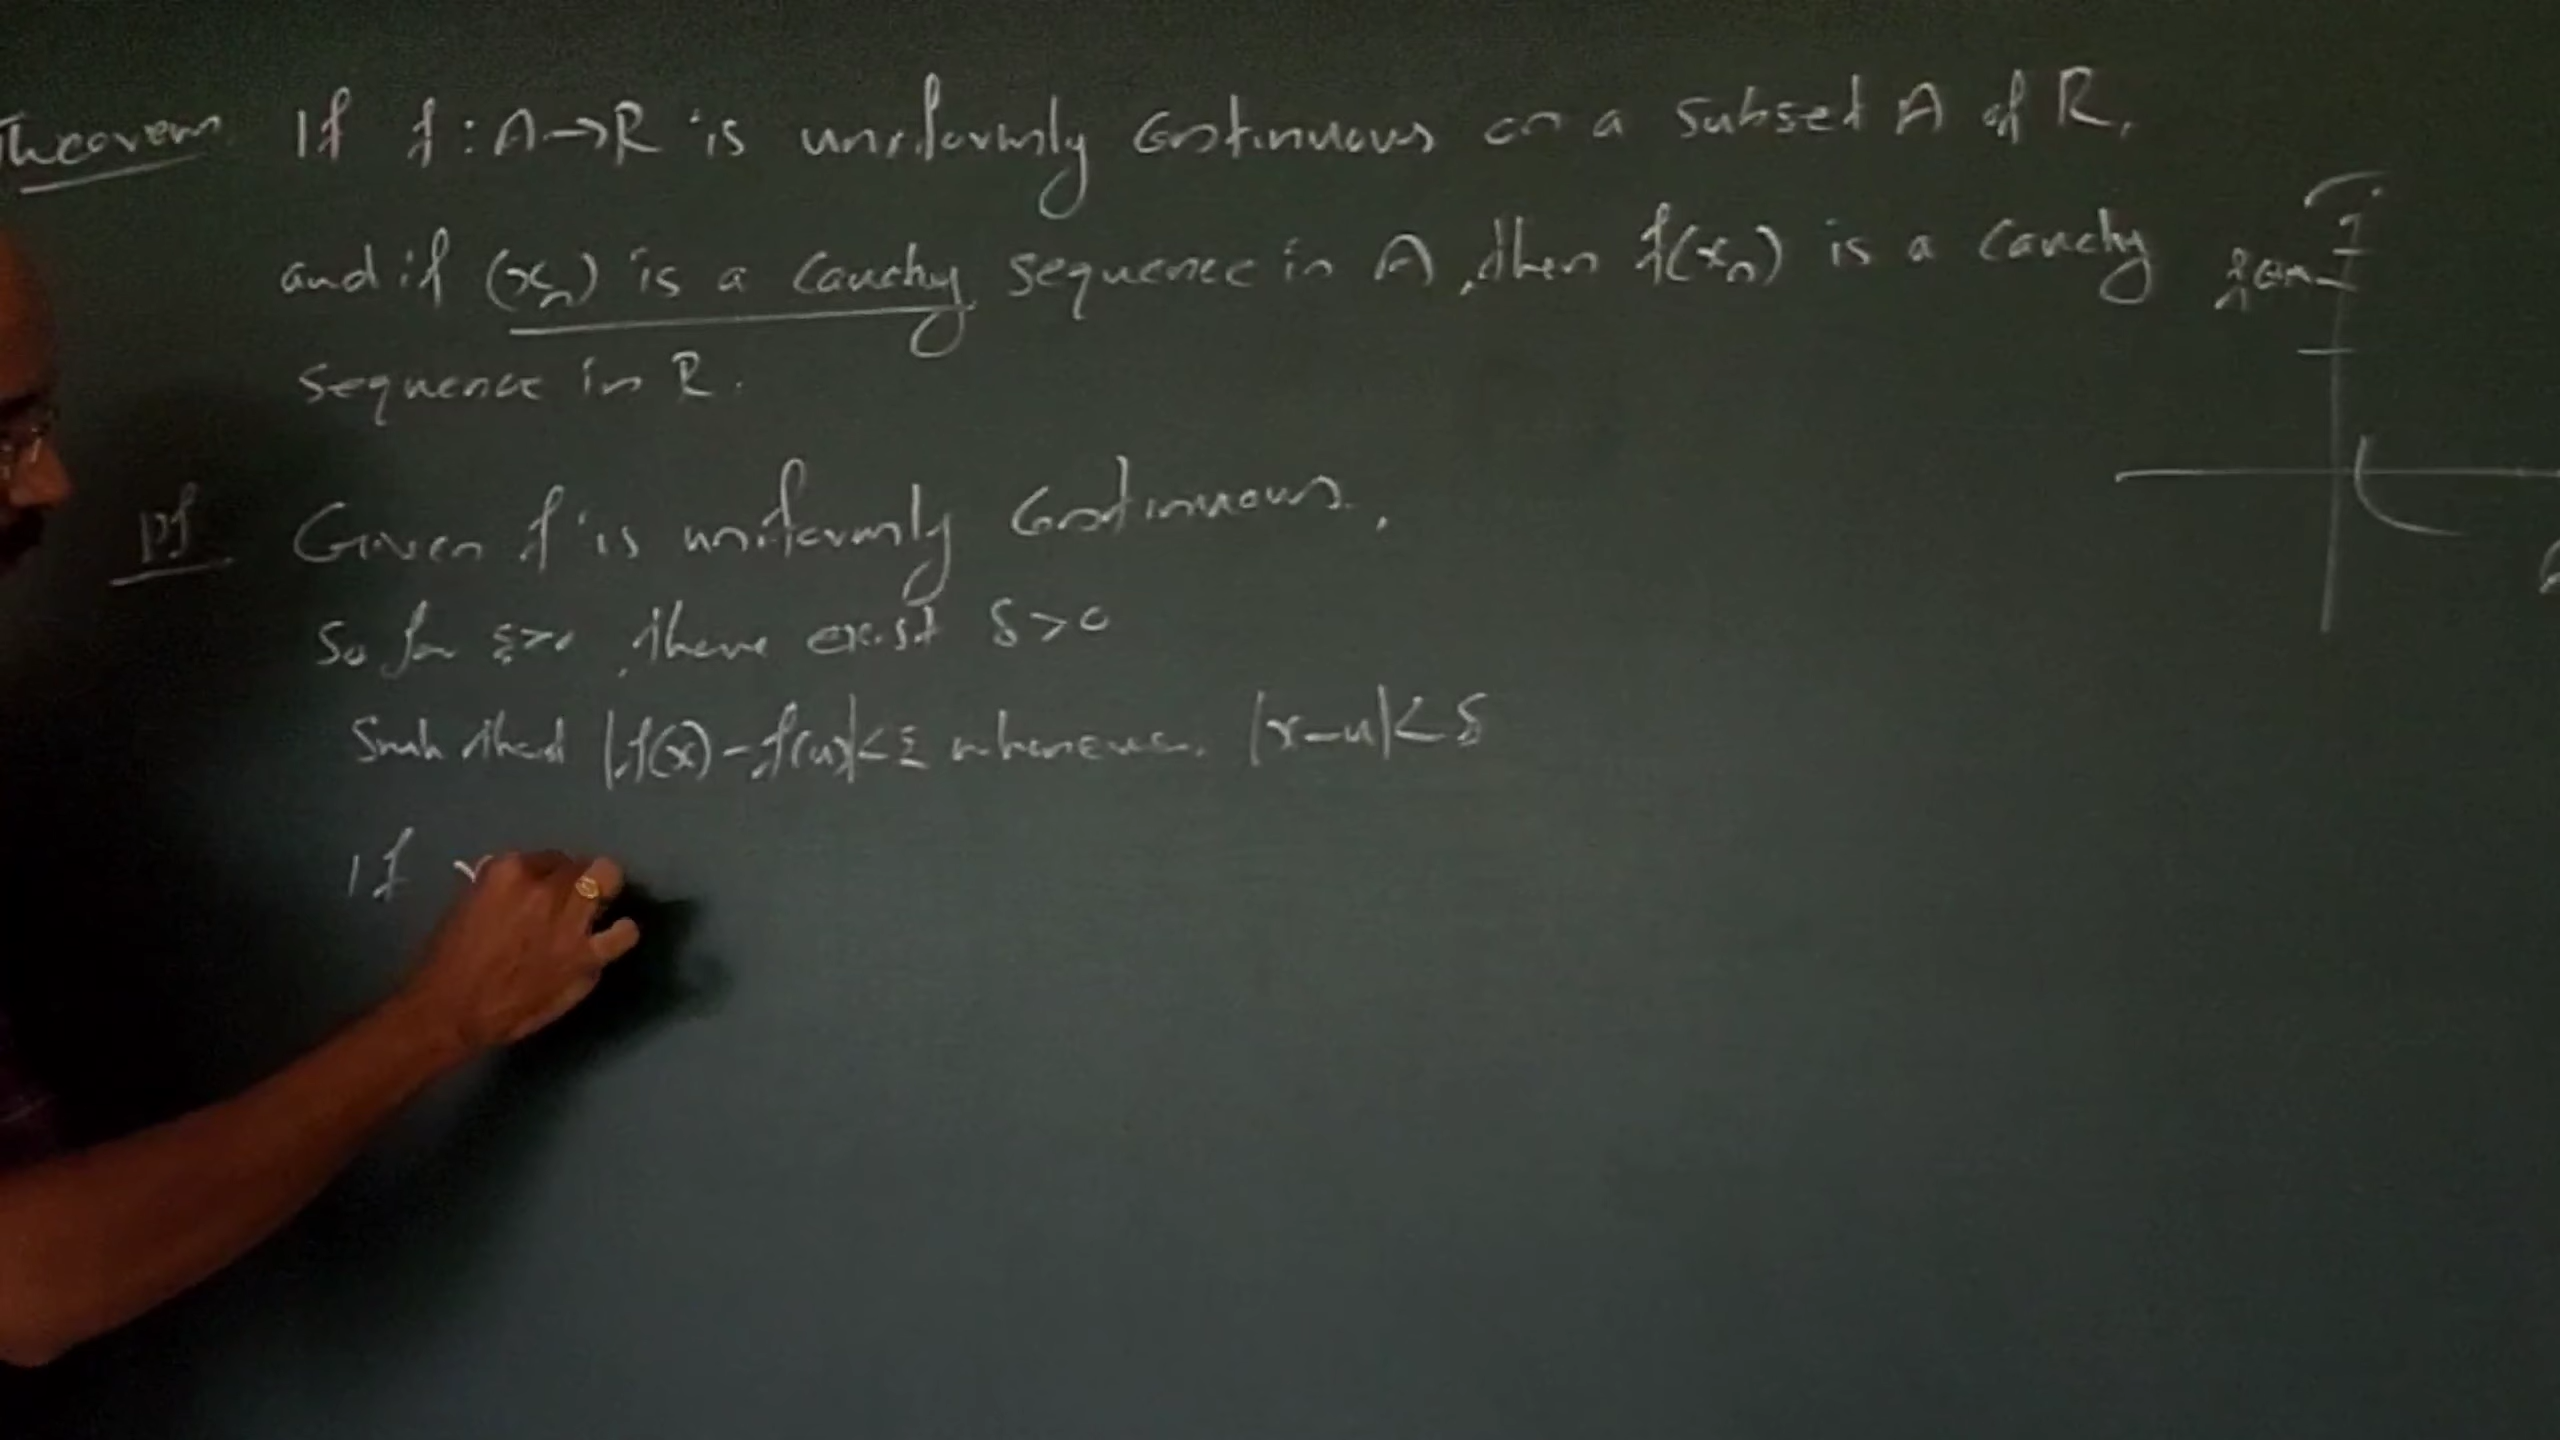 Theorem. If f : A→R is uniformly continuous on a subset A of R,
and if (xn) is a Cauchy sequence in A, then f(xn) is a Cauchy
sequence in R.
Pf Given f is uniformly continuous.,
So for ε>0, there exist δ>0
Such that |f(x)-f(u)|<ε whenever. |x-u|<δ
If